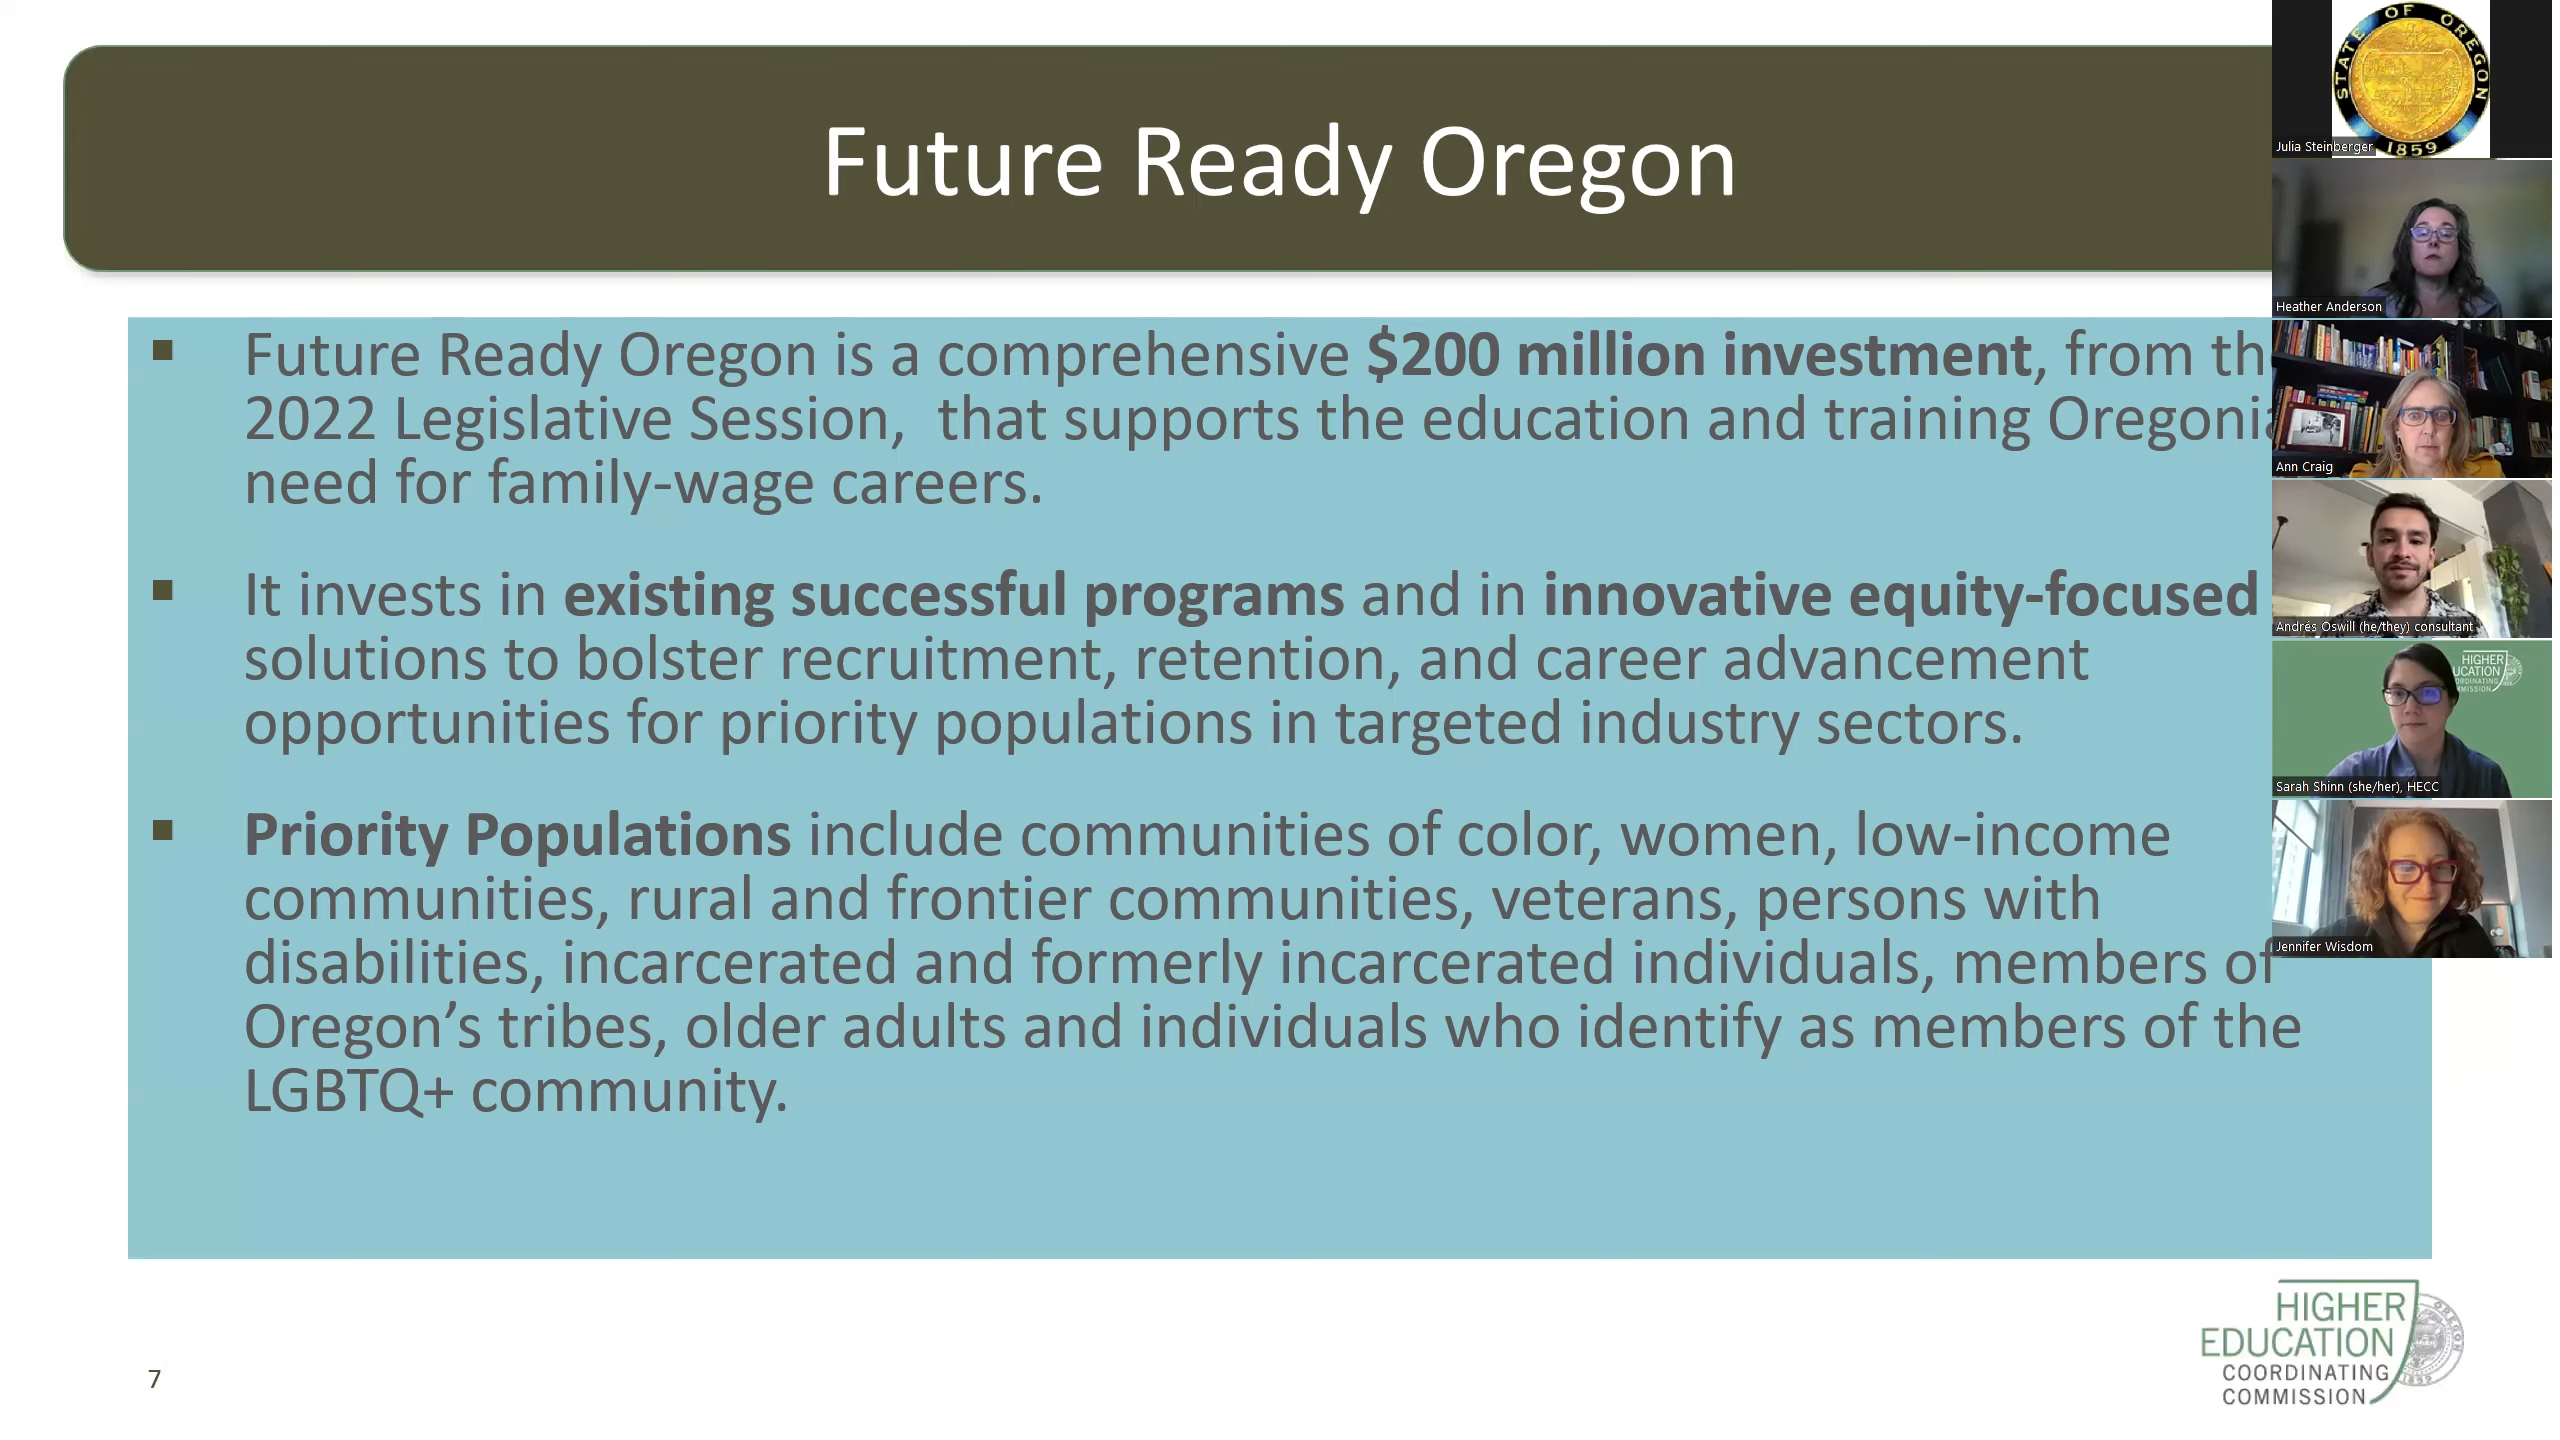 Future Ready Oregon
▪ Future Ready Oregon is a comprehensive $200 million investment, from
2022 Legislative Session,  that supports the education and training
need for family-wage careers.
▪ It invests in existing successful programs and in innovative equity-focused
solutions to bolster recruitment, retention, and career advancement
opportunities for priority populations in targeted industry sectors.
▪ Priority Populations include communities of color, women, low-income
communities, rural and frontier communities, veterans, persons with
disabilities, incarcerated and formerly incarcerated individuals, members of
Oregon’s tribes, older adults and individuals who identify as members of the
LGBTQ+ community.
7
HIGHER
EDUCATION
COORDINATING
COMMISSION
OREGON
1859
STATE OF OREGON
1859
Julia Steinberger
Heather Anderson
Ann Craig
Andrés Oswill (he/they) consultant
HIGHER
COMMISSION
Sarah Shinn (she/her), HECC
Jennifer Wisdom